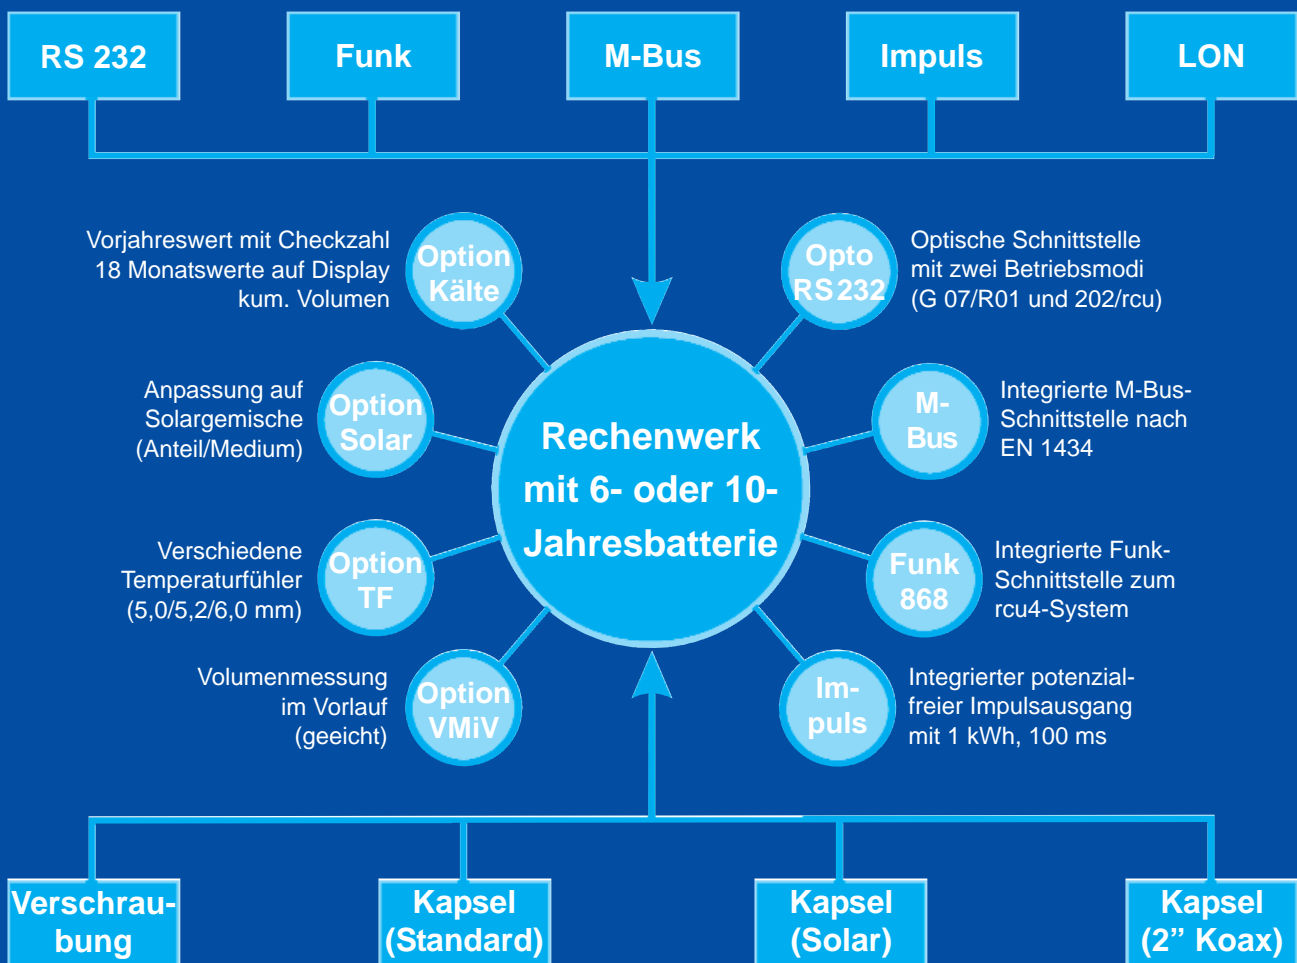 RS 232
Funk
M-Bus
Impuls
LON
Vorjahreswert mit Checkzahl
18 Monatswerte auf Display
kum. Volumen
Option
Kälte
Opto
RS 232
Optische Schnittstelle
mit zwei Betriebsmodi
(G 07/R01 und 202/rcu)
Anpassung auf
Solargemische
(Anteil/Medium)
Option
Solar
M-
Bus
Integrierte M-Bus-
Schnittstelle nach
EN 1434
Rechenwerk
mit 6- oder 10-
Jahresbatterie
Verschiedene
Temperaturfühler
(5,0/5,2/6,0 mm)
Option
TF
Funk
868
Integrierte Funk-
Schnittstelle zum
rcu4-System
Volumenmessung
im Vorlauf
(geeicht)
Option
VMiV
Im-
puls
Integrierter potenzial-
freier Impulsausgang
mit 1 kWh, 100 ms
Verschrau-
bung
Kapsel
(Standard)
Kapsel
(Solar)
Kapsel
(2” Koax)